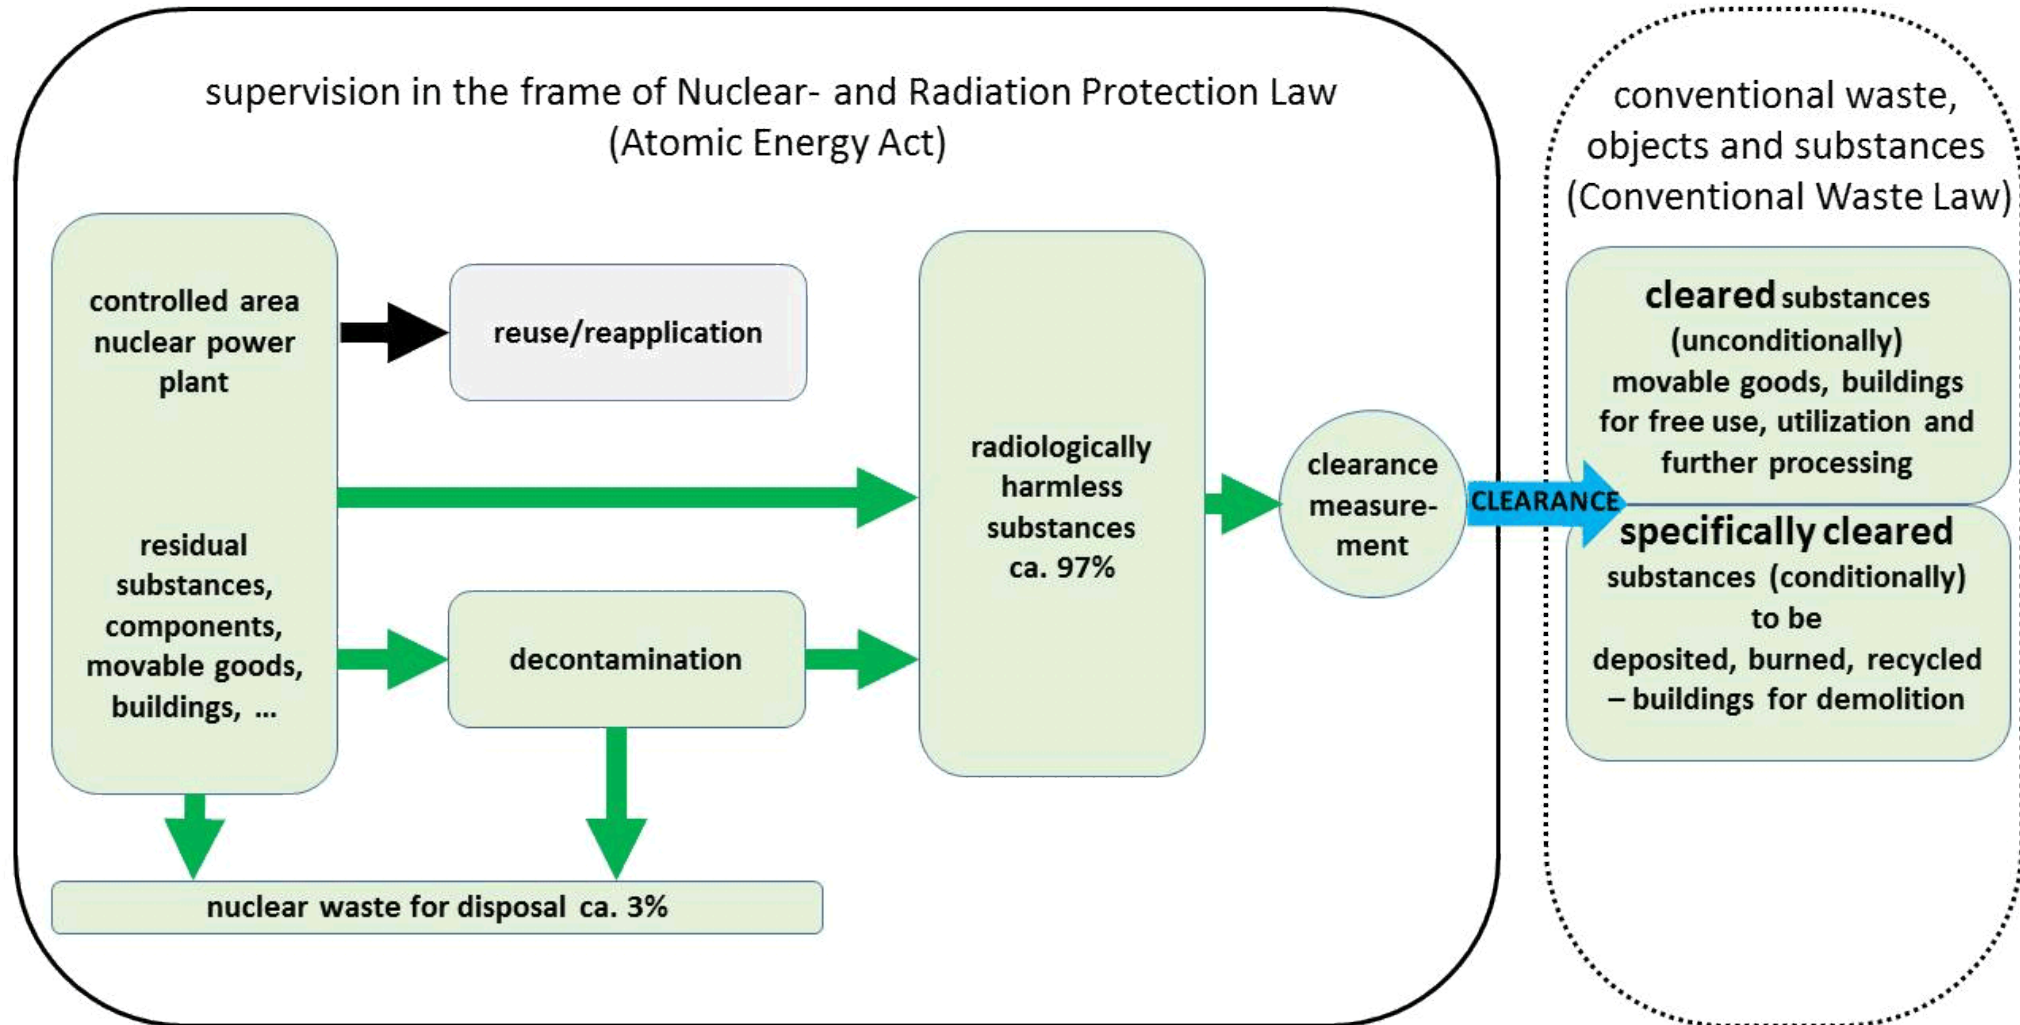 supervision in the frame of Nuclear- and Radiation Protection Law
(Atomic Energy Act)
controlled area
nuclear power
plant
residual
substances,
components,
movable goods,
buildings, ...
reuse/reapplication
decontamination
nuclear waste for disposal ca. 3%
radiologically
harmless
substances
ca. 97%
clearance
measure-
ment
CLEARANCE
conventional waste,
objects and substances
(Conventional Waste Law)
cleared substances
(unconditionally)
movable goods, buildings
for free use, utilization and
further processing
specifically cleared
substances (conditionally)
to be
deposited, burned, recycled
– buildings for demolition